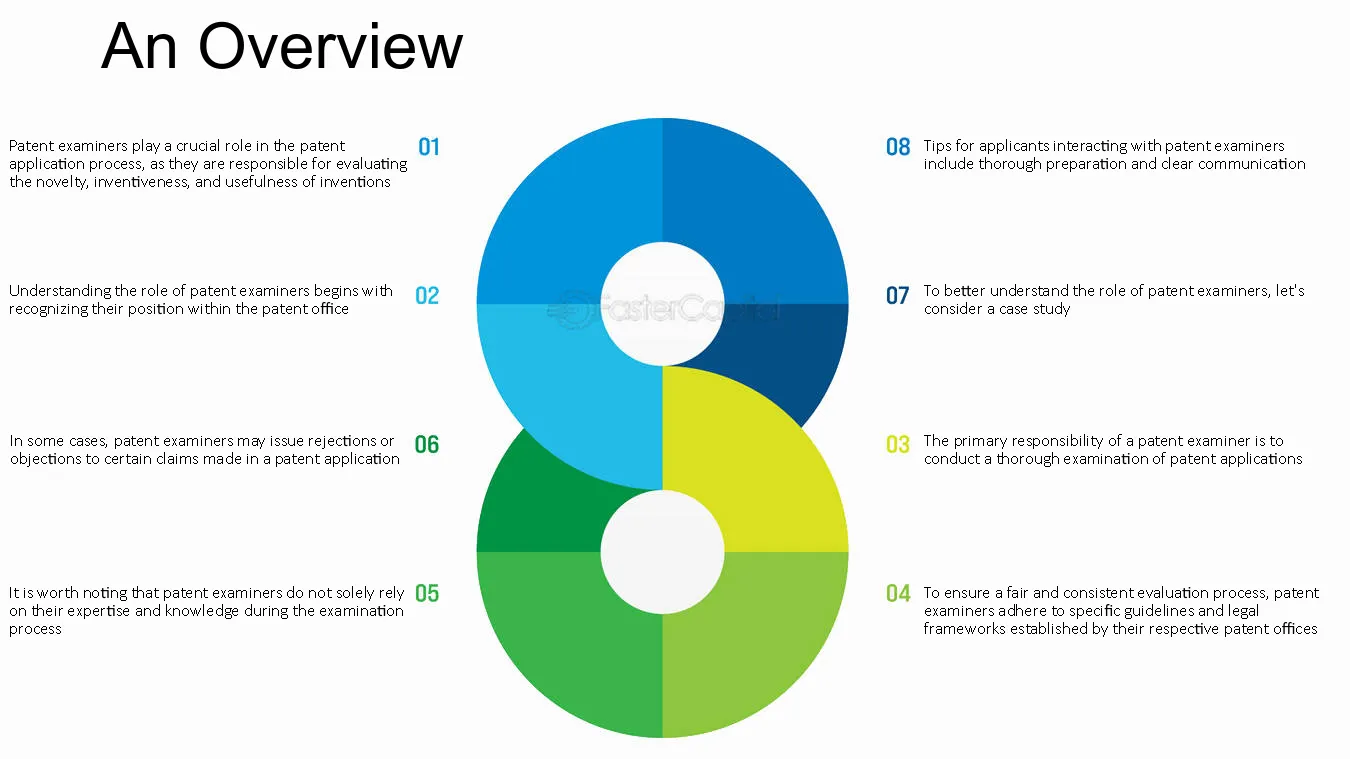 An Overview
01
Patent examiners play a crucial role in the patent
application process, as they are responsible for evaluating
the novelty, inventiveness, and usefulness of inventions
02
Understanding the role of patent examiners begins with
recognizing their position within the patent office
06
In some cases, patent examiners may issue rejections or
objections to certain claims made in a patent application
05
It is worth noting that patent examiners do not solely rely
on their expertise and knowledge during the examination
process
FasterCapital
08
Tips for applicants interacting with patent examiners
include thorough preparation and clear communication
07
To better understand the role of patent examiners, let's
consider a case study
03
The primary responsibility of a patent examiner is to
conduct a thorough examination of patent applications
04
To ensure a fair and consistent evaluation process, patent
examiners adhere to specific guidelines and legal
frameworks established by their respective patent offices